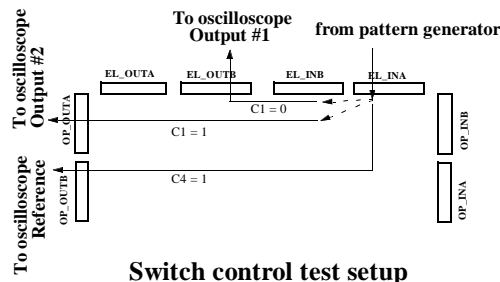 To oscilloscope
Output #1
from pattern generator
To oscilloscope
Output #2
EL_OUTA
EL_OUTB
EL_INB
EL_INA
OP_OUTA
C1 = 0
C1 = 1
OP_INB
To oscilloscope
Reference
OP_OUTB
C4 = 1
OP_INA
Switch control test setup